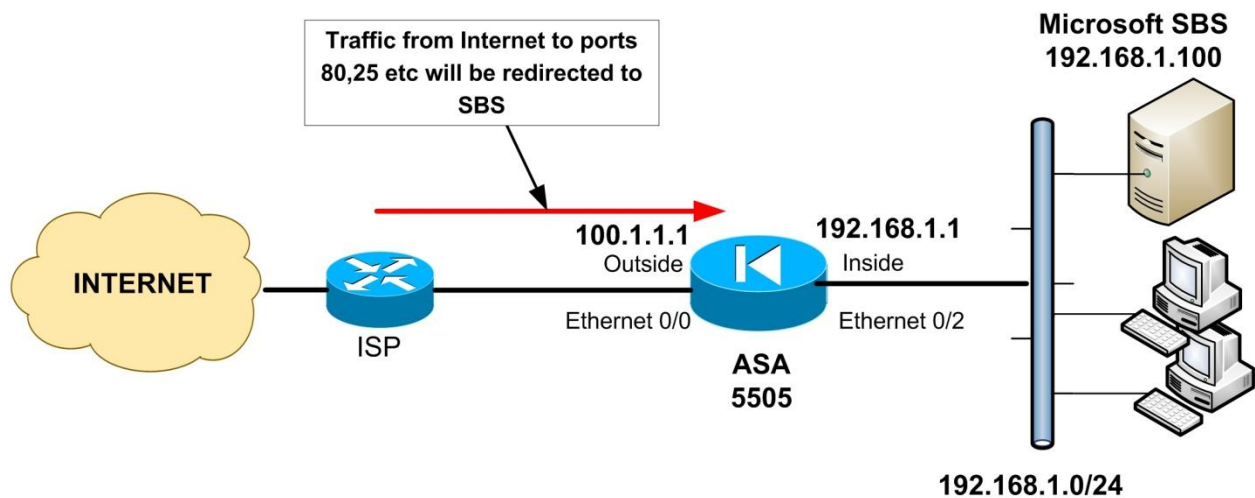 Traffic from Internet to ports
80,25 etc will be redirected to
SBS
Microsoft SBS
192.168.1.100
INTERNET
ISP
100.1.1.1
Outside
Ethernet 0/0
192.168.1.1
Inside
Ethernet 0/2
ASA
5505
192.168.1.0/24